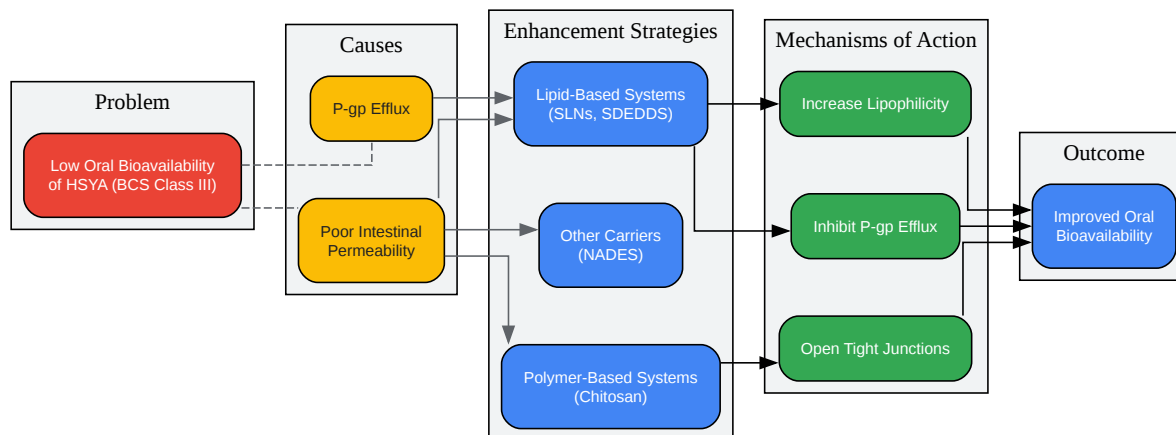 Problem
Low Oral Bioavailability
of HSYA (BCS Class III)
Causes
P-gp Efflux
Poor Intestinal
Permeability
Enhancement Strategies
Lipid-Based Systems
(SLNs, SDEDDS)
Other Carriers
(NADES)
Polymer-Based Systems
(Chitosan)
Mechanisms of Action
Increase Lipophilicity
Inhibit P-gp Efflux
Open Tight Junctions
Outcome
Improved Oral
Bioavailability